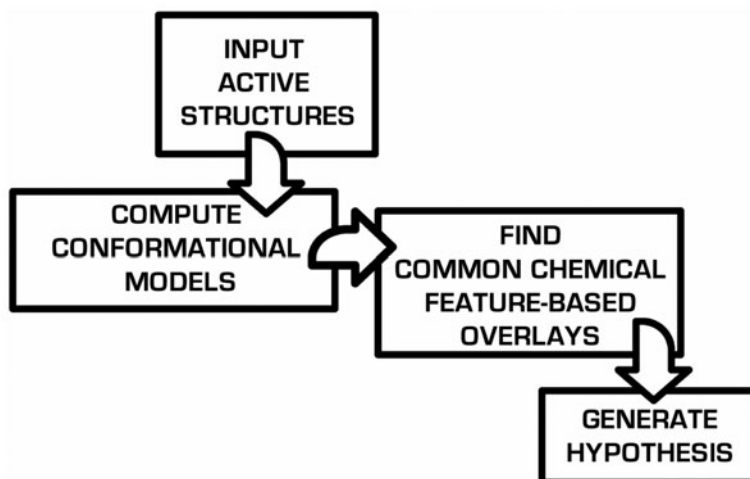 INPUT
ACTIVE
STRUCTURES
COMPUTE
CONFORMATIONAL
MODELS
FIND
COMMON CHEMICAL
FEATURE-BASED
OVERLAYS
GENERATE
HYPOTHESIS